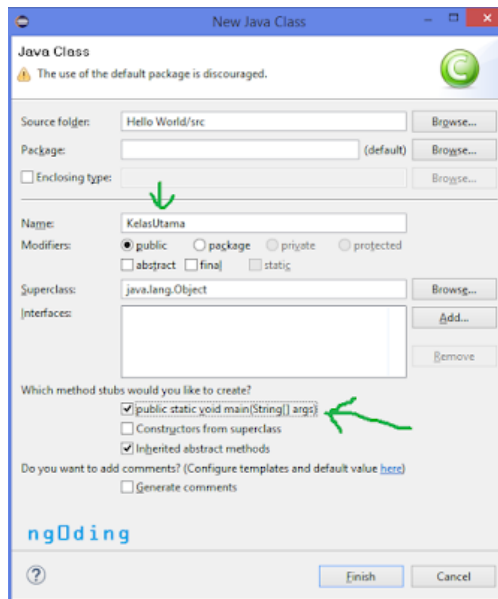 New Java Class
Java Class
The use of the default package is discouraged.
Source folder: Hello World/src Browse...
Package: (default) Browse...
Enclosing type: Browse...
Name: KelasUtama
Modifiers: public package private protected
abstract final static
Superclass: java.lang.Object Browse...
Interfaces: Add...
Remove
Which method stubs would you like to create?
public static void main(String[] args)
Constructors from superclass
Inherited abstract methods
Do you want to add comments? (Configure templates and default value here)
Generate comments
ng0ding
? Finish Cancel